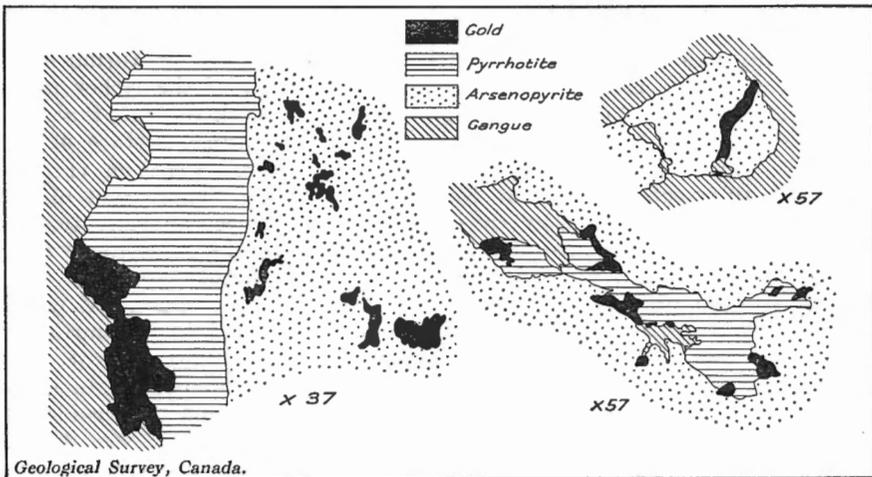 Gold
Pyrrhotite
Arsenopyrite
Gangue
X 57
X 37
X57
Geological Survey, Canada.